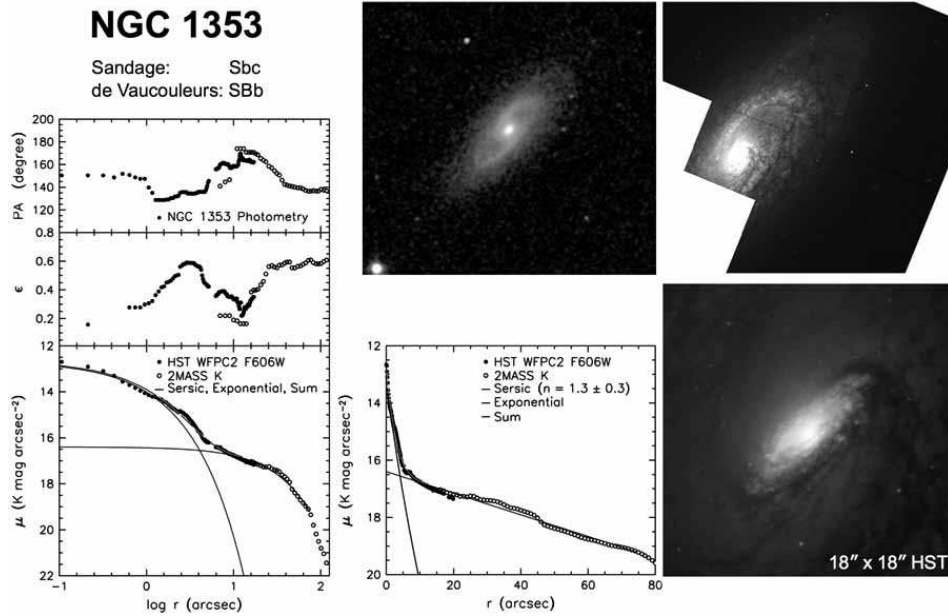 NGC 1353
Sandage: Sbc
de Vaucouleurs: SBb
200
180
160
140
120
PA (degree)
NGC 1353 Photometry
0.8
0.6
0.4
0.2
ε
HST WFPC2 F606W
2MASS K
Sersic, Exponential, Sum
14
16
18
20
22
μ (K mag arcsec⁻²)
-1 0 1 2
log r (arcsec)
12
14
16
18
20
μ (K mag arcsec⁻²)
HST WFPC2 F606W
2MASS K
Sersic (n = 1.3 ± 0.3)
Exponential
Sum
0 20 40 60 80
r (arcsec)
18″ x 18″ HST